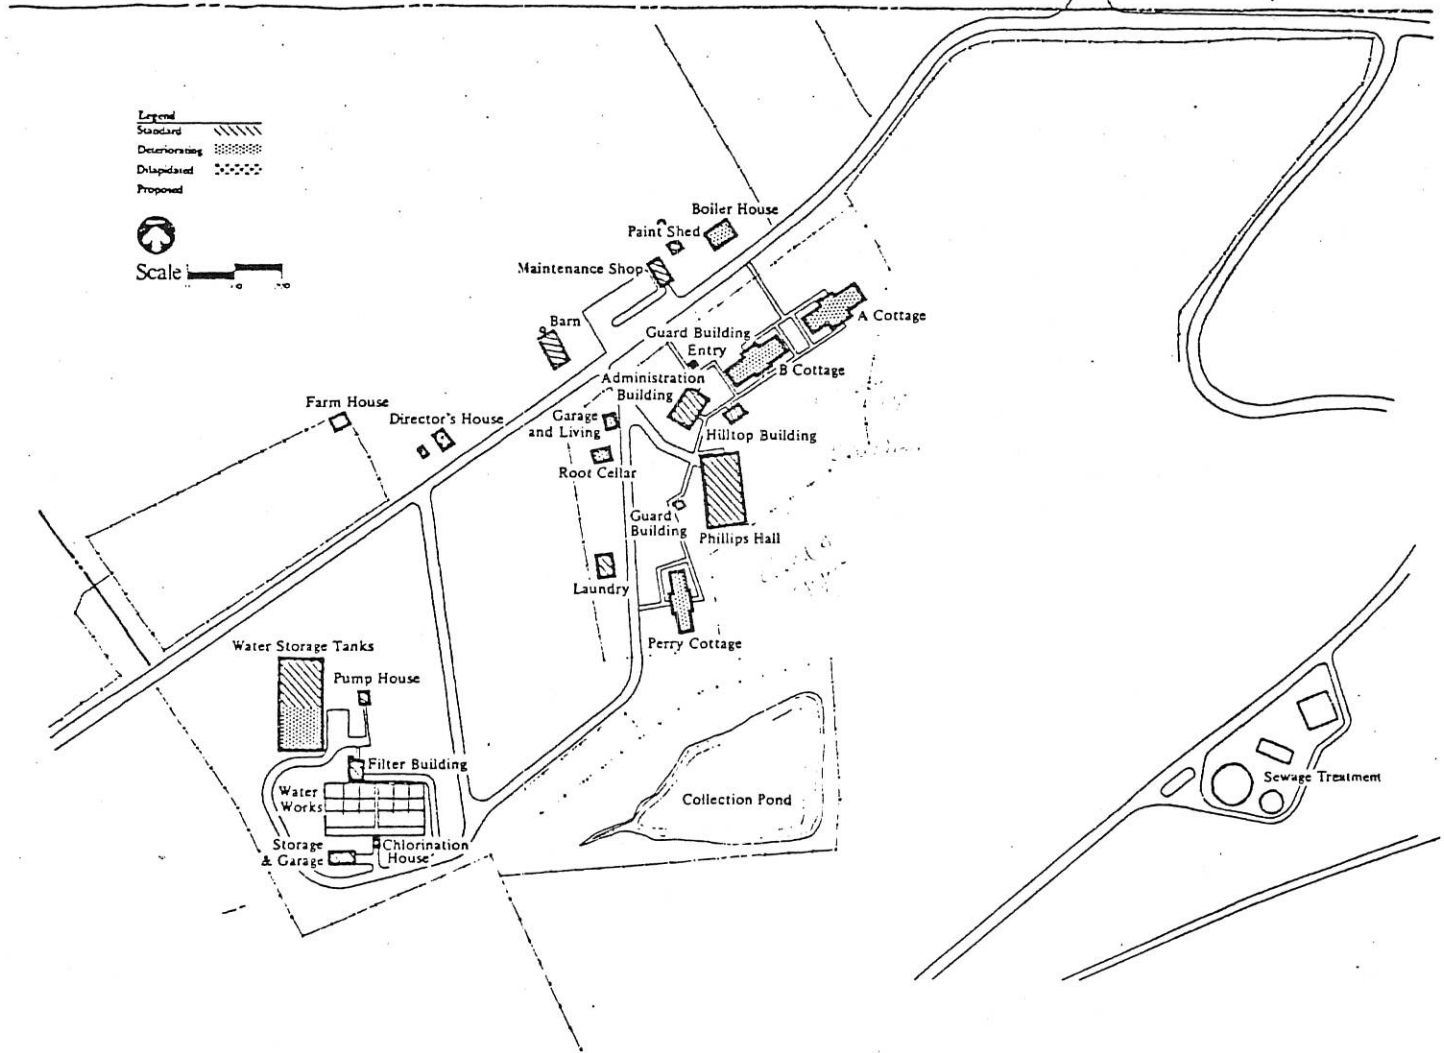 Legend
Standard
Deteriorating
Dilapidated
Proposed
Scale
Boiler House
Paint Shed
Maintenance Shop
Barn
Guard Building
Entry
A Cottage
B Cottage
Administration
Building
Farm House
Director's House
Garage
and Living
Hilltop Building
Root Cellar
Guard
Building
Phillips Hall
Laundry
Perry Cottage
Water Storage Tanks
Pump House
Filter Building
Water
Works
Collection Pond
Sewage Treatment
Storage
& Garage
Chlorination
House